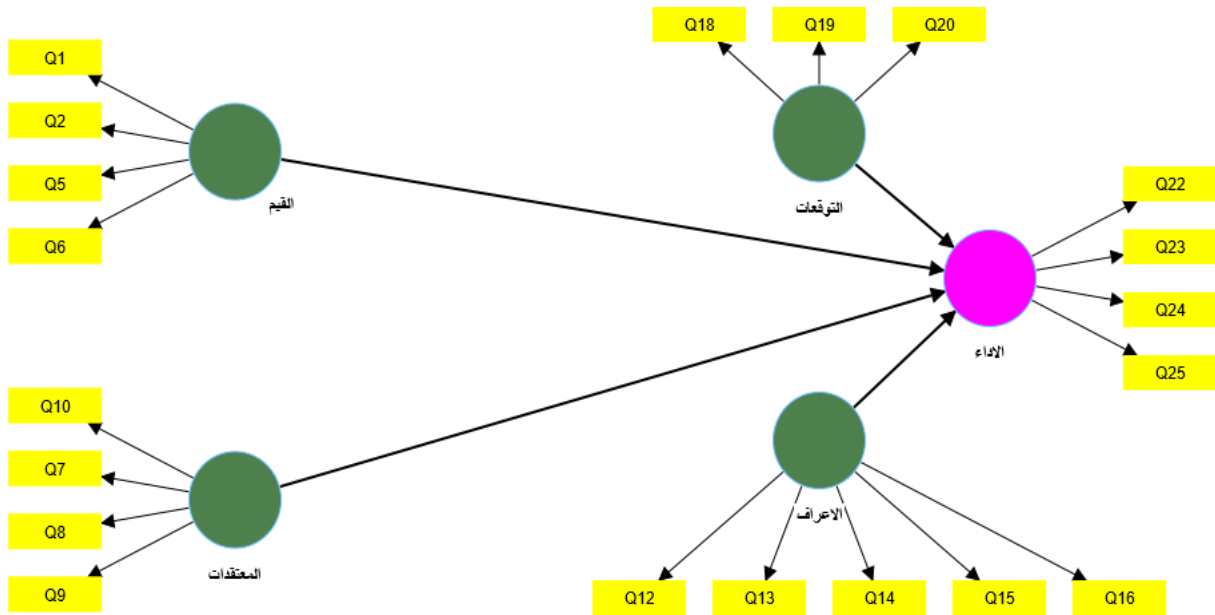 Q18
Q19
Q20
Q1
Q2
Q5
Q6
القيم
التوقعات
Q22
Q23
Q24
Q25
الاداء
Q10
Q7
Q8
Q9
المعتقدات
الاعراف
Q12
Q13
Q14
Q15
Q16